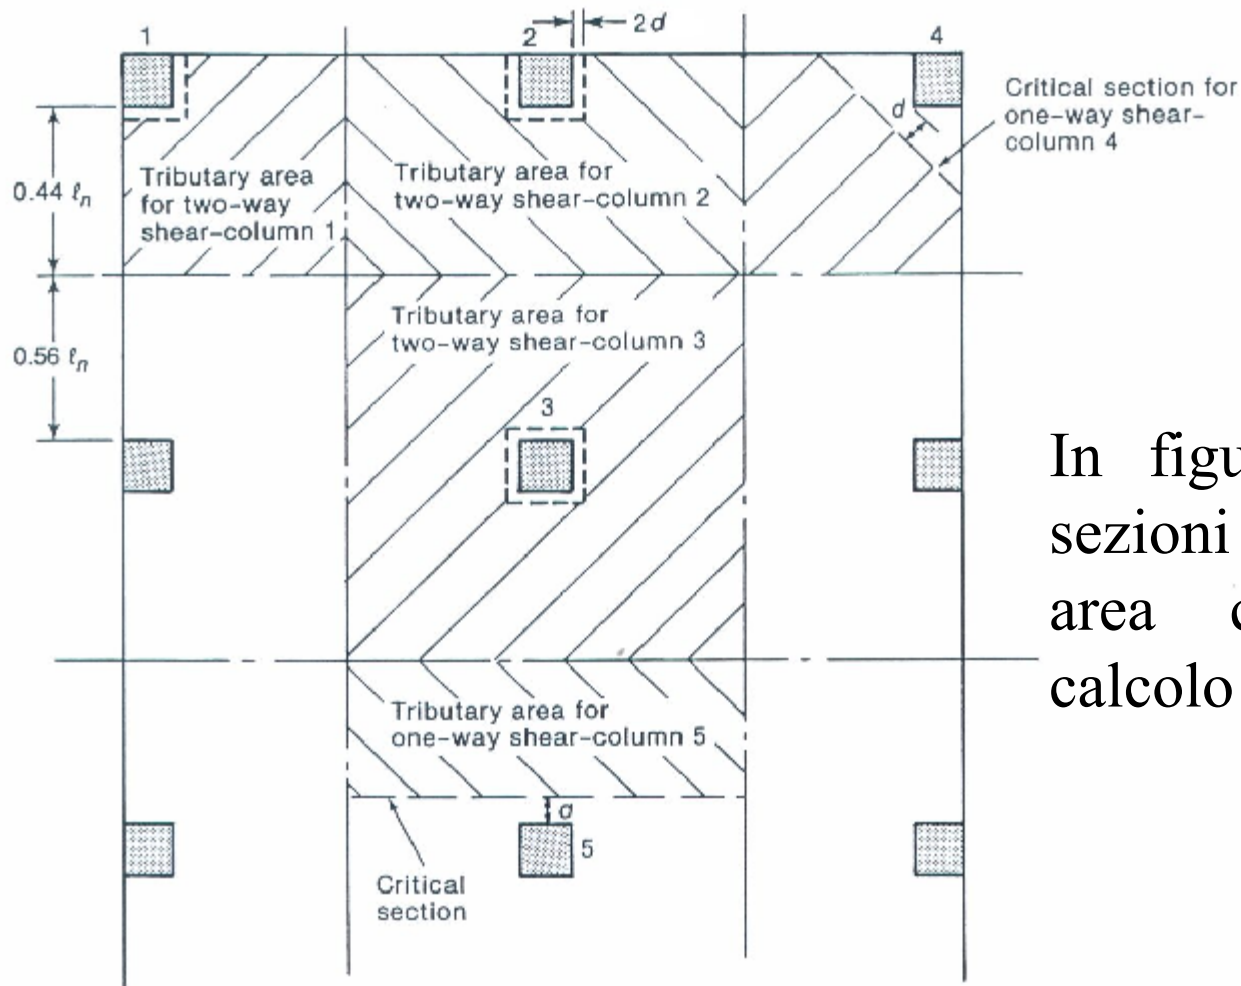 1
2
2d
4
Critical section for
one-way shear-
column 4
d
0.44 ℓn
Tributary area
for two-way
shear-column 1
Tributary area for
two-way shear-column 2
0.56 ℓn
Tributary area for
two-way shear-column 3
3
In
sezioni
area
calcolo
Tributary area for
one-way shear-column 5
d
5
Critical
section